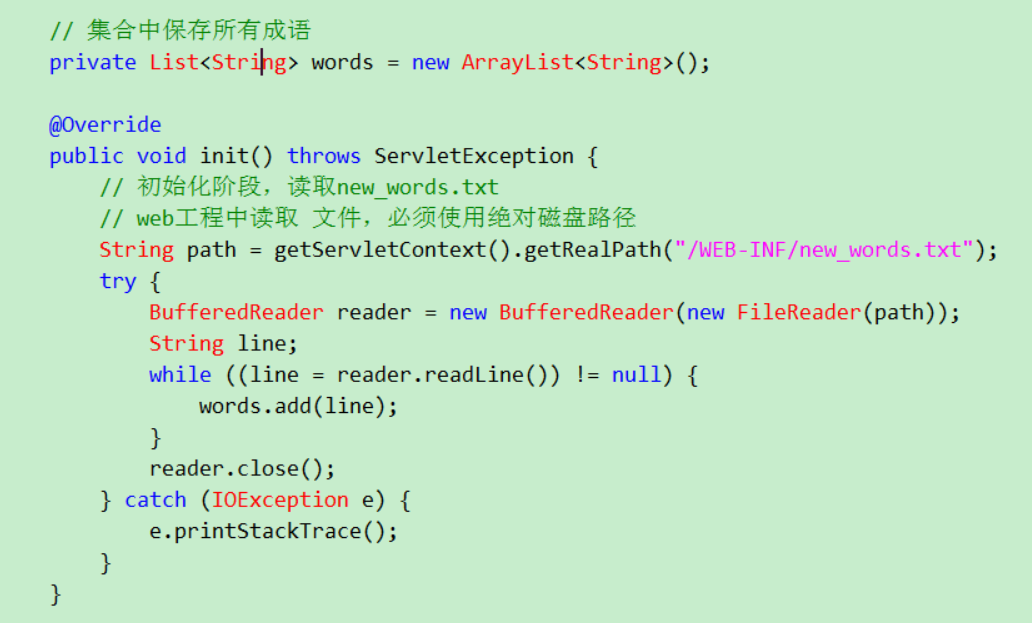 // 集合中保存所有成语
private List<String> words = new ArrayList<String>();
@Override
public void init() throws ServletException {
// 初始化阶段，读取new_words.txt
// web工程中读取 文件，必须使用绝对磁盘路径
String path = getServletContext().getRealPath("/WEB-INF/new_words.txt");
try {
BufferedReader reader = new BufferedReader(new FileReader(path));
String line;
while ((line = reader.readLine()) != null) {
words.add(line);
}
reader.close();
} catch (IOException e) {
e.printStackTrace();
}
}